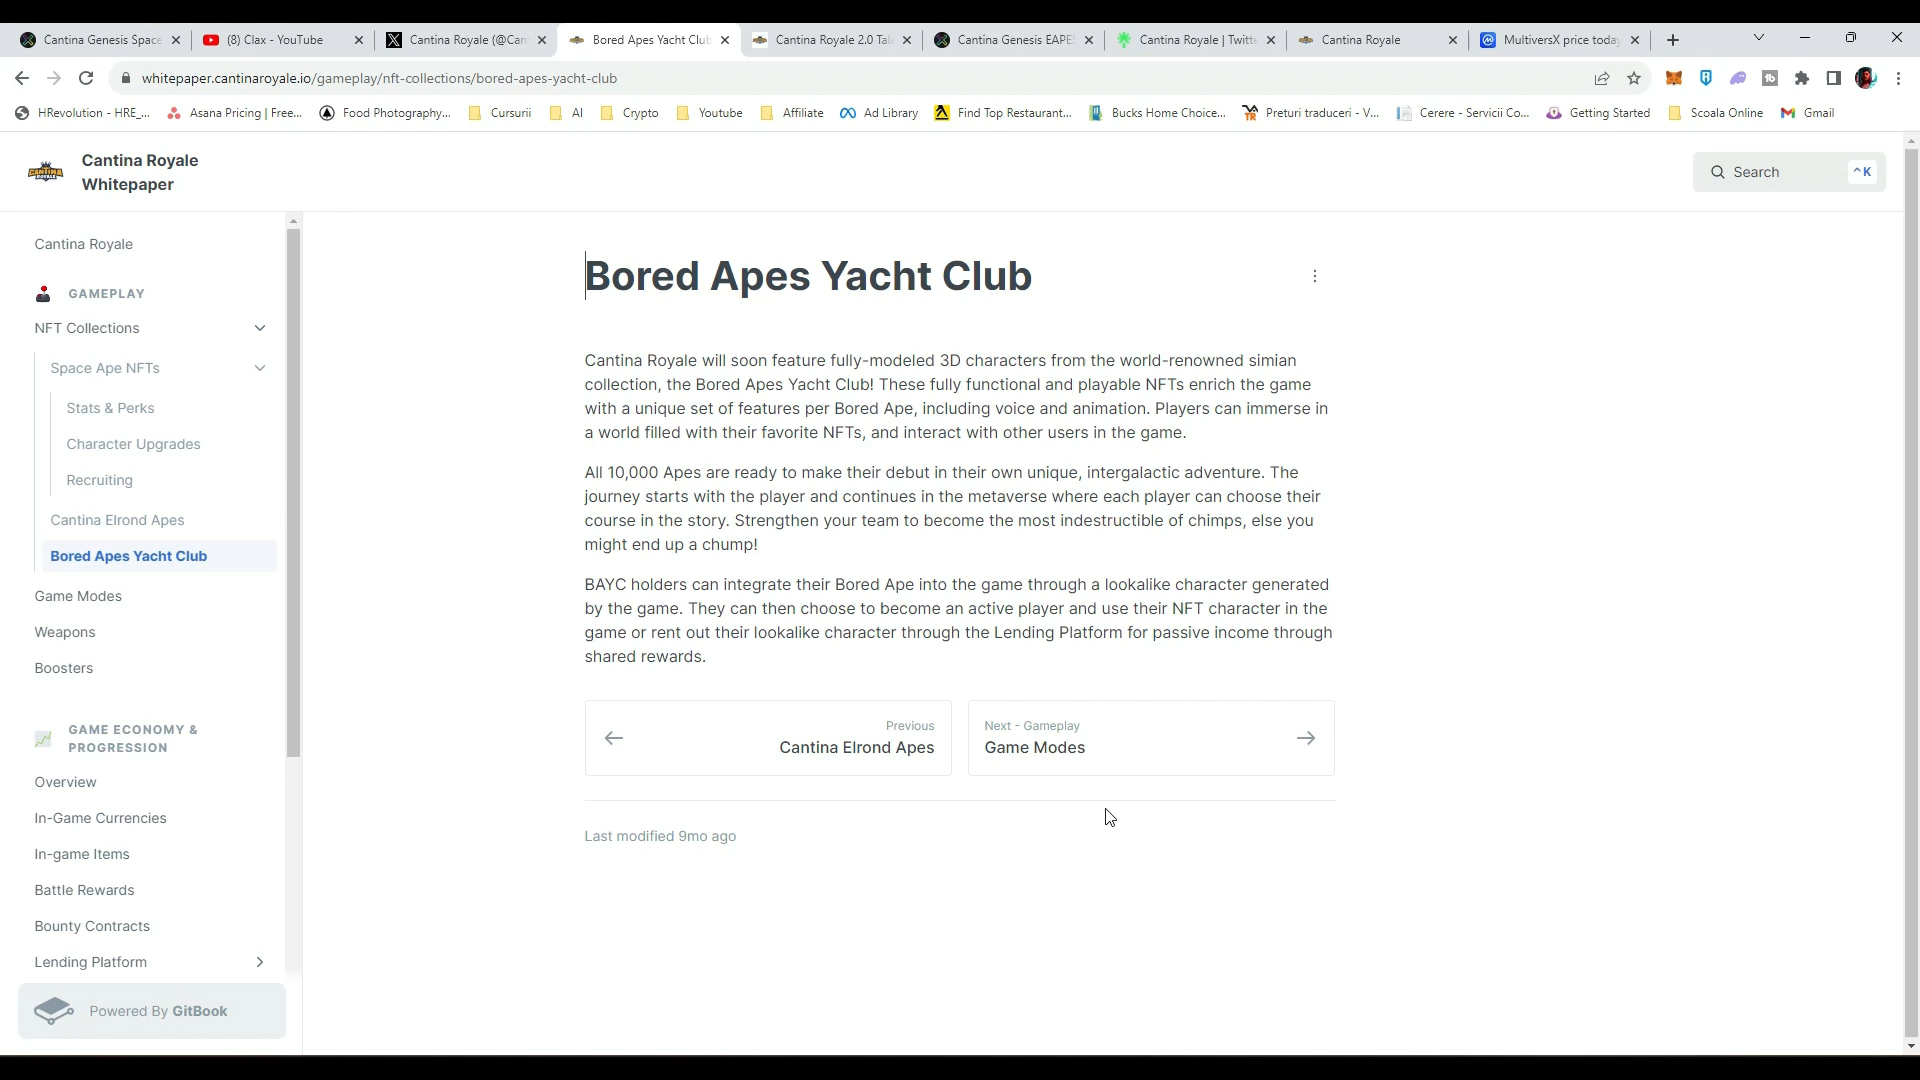 Cantina Genesis Space
(8) Clax - YouTube
Cantina Royale (@Can
Bored Apes Yacht Club
Cantina Royale 2.0 Tal
Cantina Genesis EAPES
Cantina Royale | Twitte
Cantina Royale
MultiversX price today
whitepaper.cantinaroyale.io/gameplay/nft-collections/bored-apes-yacht-club
HRevolution - HRE_...
Asana Pricing | Free...
Food Photography...
Cursurii
AI
Crypto
Youtube
Affiliate
Ad Library
Find Top Restaurant...
Bucks Home Choice...
Preturi traduceri - V...
Cerere - Servicii Co...
Getting Started
Scoala Online
Gmail
CANTINA
ROYALE
Cantina Royale
Whitepaper
Search
^K
Cantina Royale
GAMEPLAY
NFT Collections
Space Ape NFTs
Stats & Perks
Character Upgrades
Recruiting
Cantina Elrond Apes
Bored Apes Yacht Club
Game Modes
Weapons
Boosters
GAME ECONOMY &
PROGRESSION
Overview
In-Game Currencies
In-game Items
Battle Rewards
Bounty Contracts
Lending Platform
Powered By GitBook
Bored Apes Yacht Club
Cantina Royale will soon feature fully-modeled 3D characters from the world-renowned simian
collection, the Bored Apes Yacht Club! These fully functional and playable NFTs enrich the game
with a unique set of features per Bored Ape, including voice and animation. Players can immerse in
a world filled with their favorite NFTs, and interact with other users in the game.
All 10,000 Apes are ready to make their debut in their own unique, intergalactic adventure. The
journey starts with the player and continues in the metaverse where each player can choose their
course in the story. Strengthen your team to become the most indestructible of chimps, else you
might end up a chump!
BAYC holders can integrate their Bored Ape into the game through a lookalike character generated
by the game. They can then choose to become an active player and use their NFT character in the
game or rent out their lookalike character through the Lending Platform for passive income through
shared rewards.
Previous
Cantina Elrond Apes
Next - Gameplay
Game Modes
Last modified 9mo ago